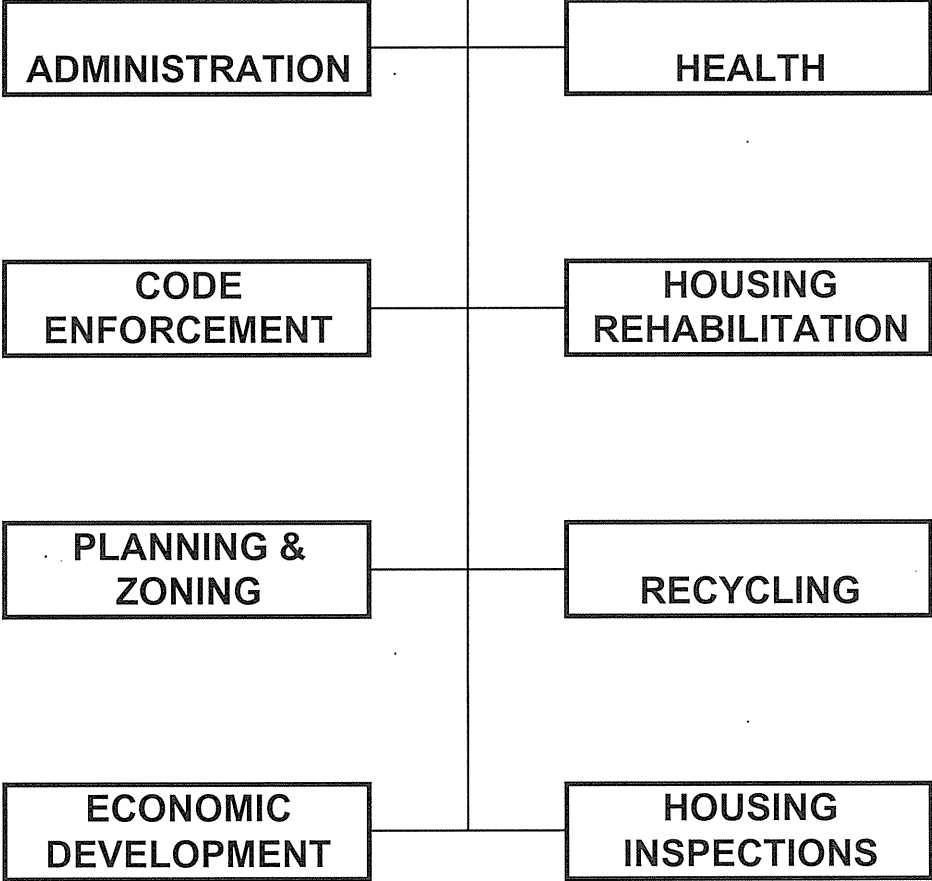 ADMINISTRATION
HEALTH
CODE
ENFORCEMENT
HOUSING
REHABILITATION
PLANNING &
ZONING
RECYCLING
ECONOMIC
DEVELOPMENT
HOUSING
INSPECTIONS